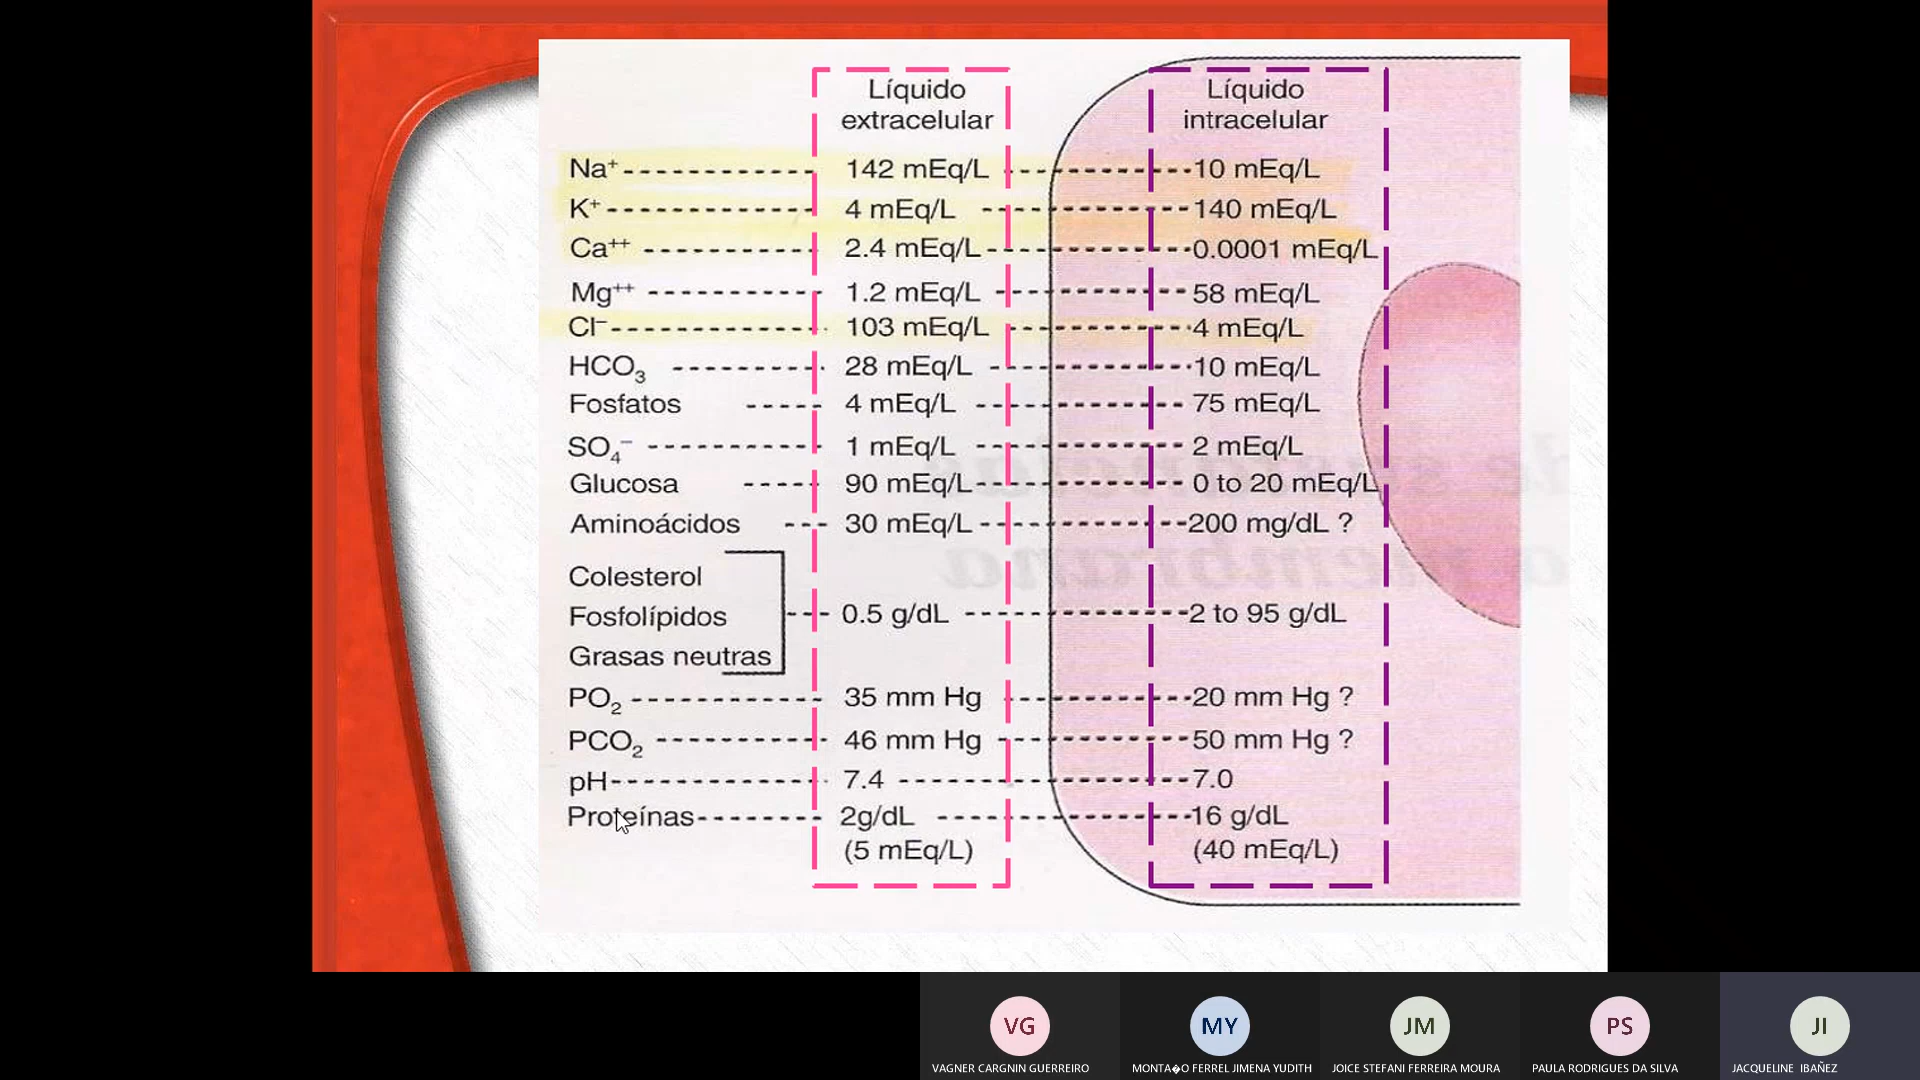 Líquido extracelular
Líquido intracelular
Na+ 142 mEq/L 10 mEq/L
K+ 4 mEq/L 140 mEq/L
Ca++ 2.4 mEq/L 0.0001 mEq/L
Mg++ 1.2 mEq/L 58 mEq/L
Cl− 103 mEq/L 4 mEq/L
HCO3 28 mEq/L 10 mEq/L
Fosfatos 4 mEq/L 75 mEq/L
SO4− 1 mEq/L 2 mEq/L
Glucosa 90 mEq/L 0 to 20 mEq/L
Aminoácidos 30 mEq/L 200 mg/dL ?
Colesterol
Fosfolípidos 0.5 g/dL 2 to 95 g/dL
Grasas neutras
PO2 35 mm Hg 20 mm Hg ?
PCO2 46 mm Hg 50 mm Hg ?
pH 7.4 7.0
Proteínas 2g/dL 16 g/dL
(5 mEq/L) (40 mEq/L)
VG MY JM PS JI
VAGNER CARGNIN GUERREIRO MONTA�O FERREL JIMENA YUDITH JOICE STEFANI FERREIRA MOURA PAULA RODRIGUES DA SILVA JACQUELINE IBAÑEZ